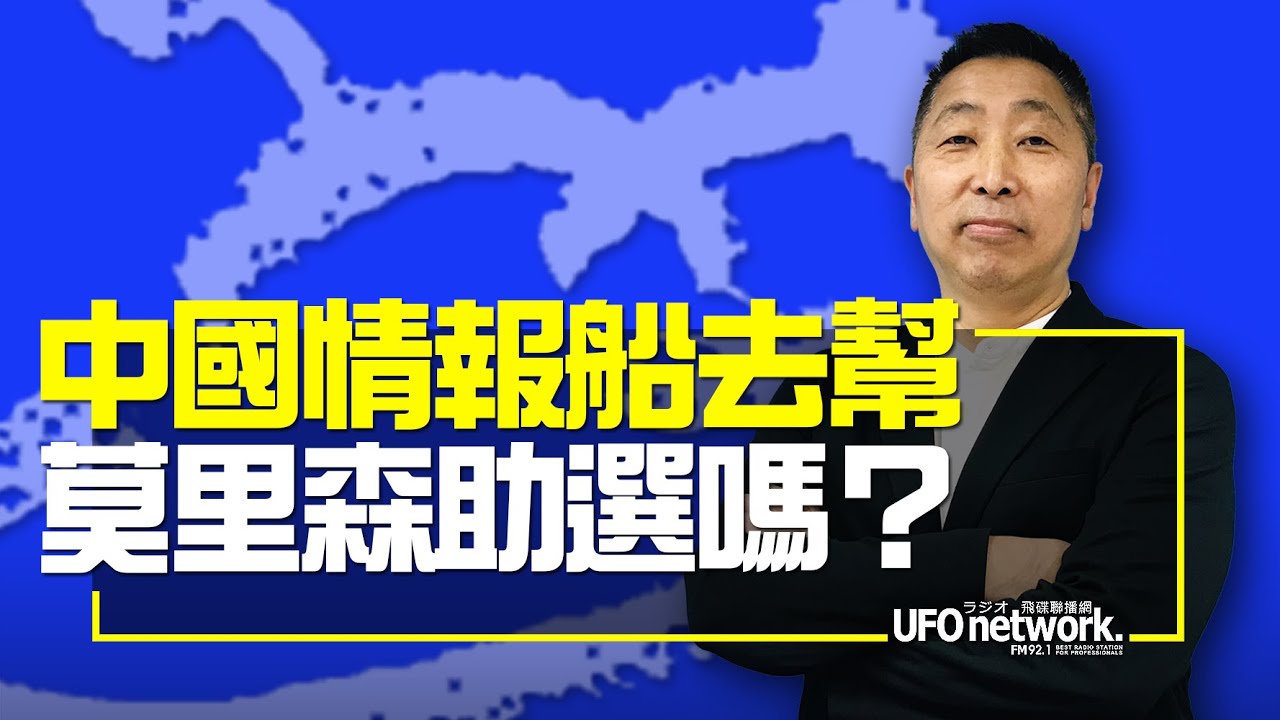 中國情報船去幫
莫里森助選嗎？
ラジオ 飛碟聯播網
UFO network.
FM92.1 BEST RADIO STATION
FOR PROFESSIONALS